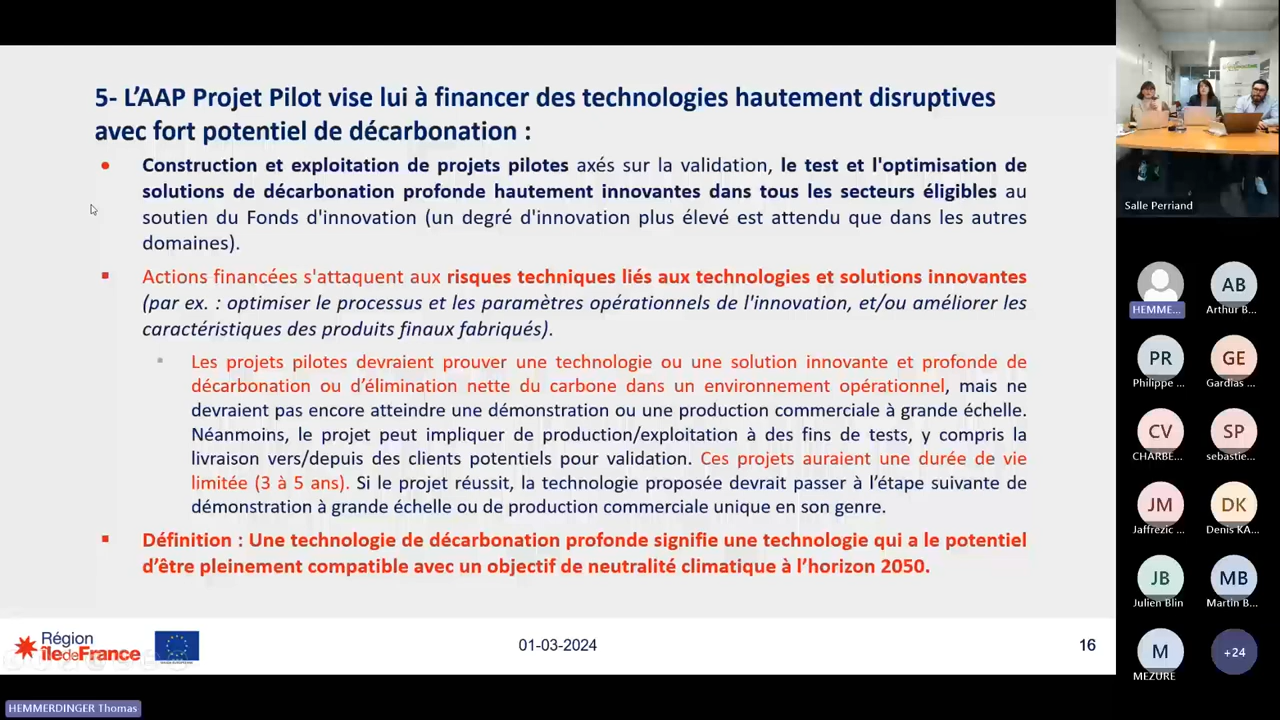 5- L'AAP Projet Pilot vise lui à financer des technologies hautement disruptives
avec fort potentiel de décarbonation :
Construction et exploitation de projets pilotes axés sur la validation, le test et l'optimisation de
solutions de décarbonation profonde hautement innovantes dans tous les secteurs éligibles au
soutien du Fonds d'innovation (un degré d'innovation plus élevé est attendu que dans les autres
domaines).
Actions financées s'attaquent aux risques techniques liés aux technologies et solutions innovantes
(par ex. : optimiser le processus et les paramètres opérationnels de l'innovation, et/ou améliorer les
caractéristiques des produits finaux fabriqués).
Les projets pilotes devraient prouver une technologie ou une solution innovante et profonde de
décarbonation ou d'élimination nette du carbone dans un environnement opérationnel, mais ne
devraient pas encore atteindre une démonstration ou une production commerciale à grande échelle.
Néanmoins, le projet peut impliquer de production/exploitation à des fins de tests, y compris la
livraison vers/depuis des clients potentiels pour validation. Ces projets auraient une durée de vie
limitée (3 à 5 ans). Si le projet réussit, la technologie proposée devrait passer à l'étape suivante de
démonstration à grande échelle ou de production commerciale unique en son genre.
Définition : Une technologie de décarbonation profonde signifie une technologie qui a le potentiel
d'être pleinement compatible avec un objectif de neutralité climatique à l'horizon 2050.
Région
îledeFrance
01-03-2024
16
HEMMERDINGER Thomas
Salle Perriand
HEMME...
AB
Arthur B...
PR
Philippe ...
GE
Gardias ...
CV
CHARBE...
SP
sebastie...
JM
Jaffrezic ...
DK
Denis KA...
JB
Julien Blin
MB
Martin B...
M
MEZURE
+24